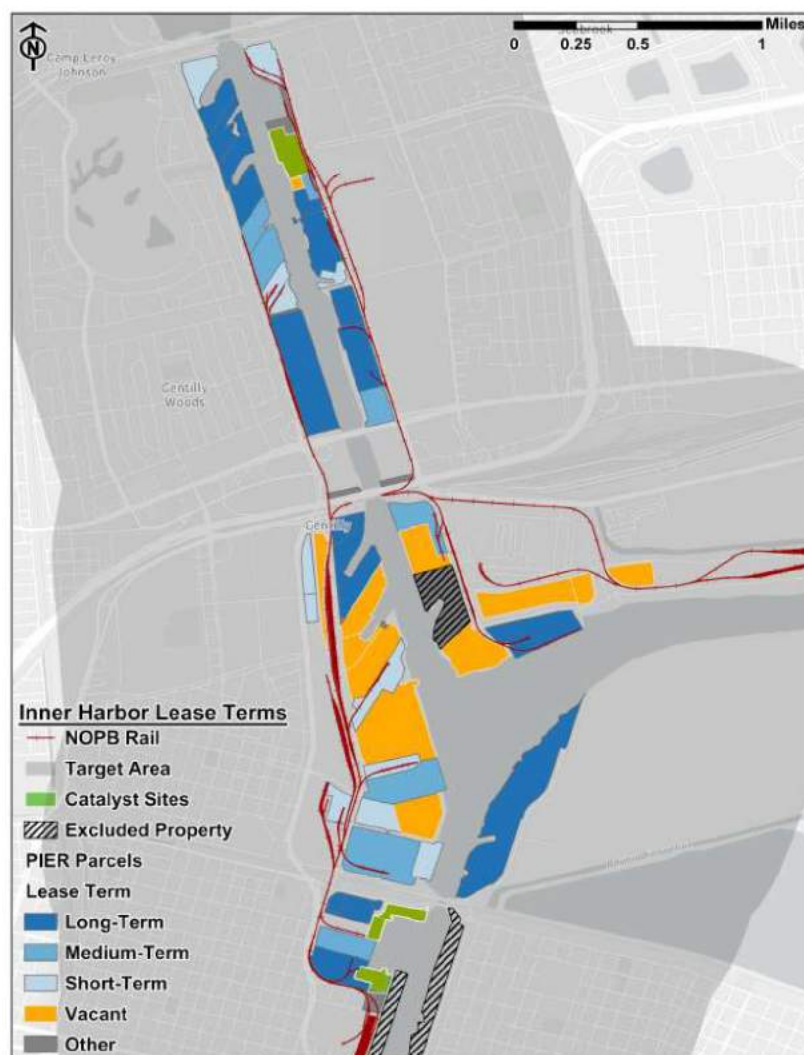 Seabrook
Miles
0 0.25 0.5 1
N
Camp Leroy
Johnson
Gentilly
Woods
Gentilly
Inner Harbor Lease Terms
NOPB Rail
Target Area
Catalyst Sites
Excluded Property
PIER Parcels
Lease Term
Long-Term
Medium-Term
Short-Term
Vacant
Other